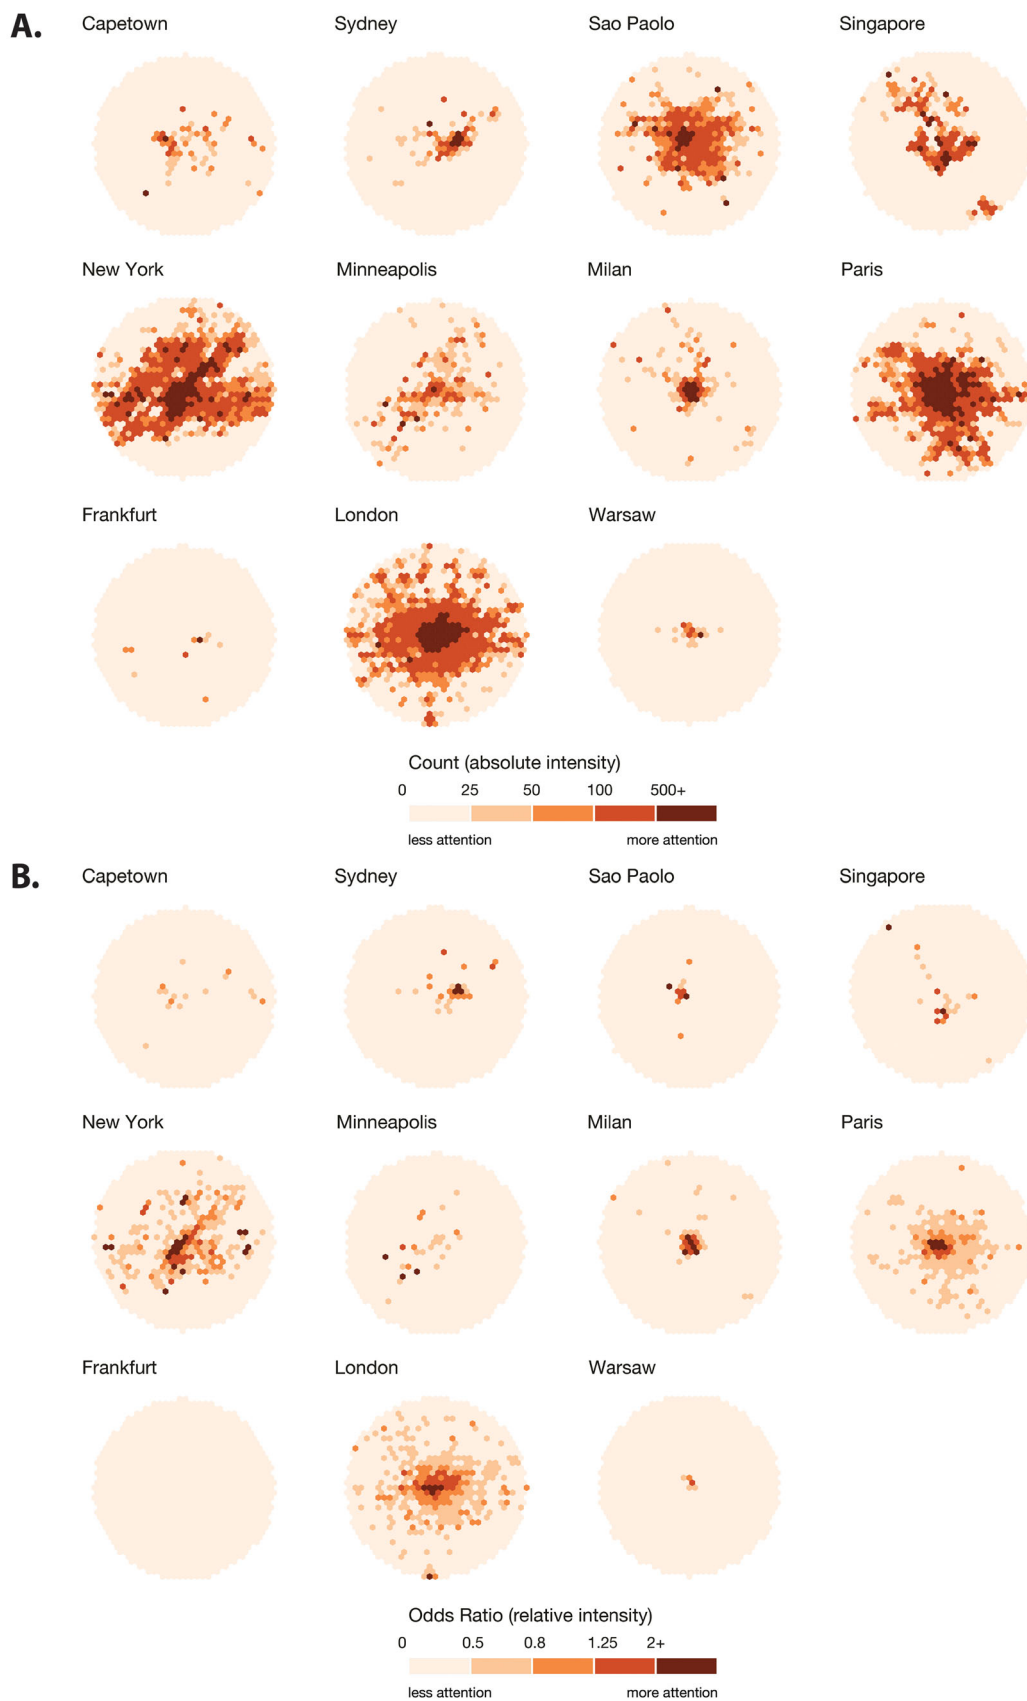 A.
Capetown Sydney Sao Paolo Singapore
New York Minneapolis Milan Paris
Frankfurt London Warsaw
Count (absolute intensity)
0 25 50 100 500+
less attention more attention
B.
Capetown Sydney Sao Paolo Singapore
New York Minneapolis Milan Paris
Frankfurt London Warsaw
Odds Ratio (relative intensity)
0 0.5 0.8 1.25 2+
less attention more attention